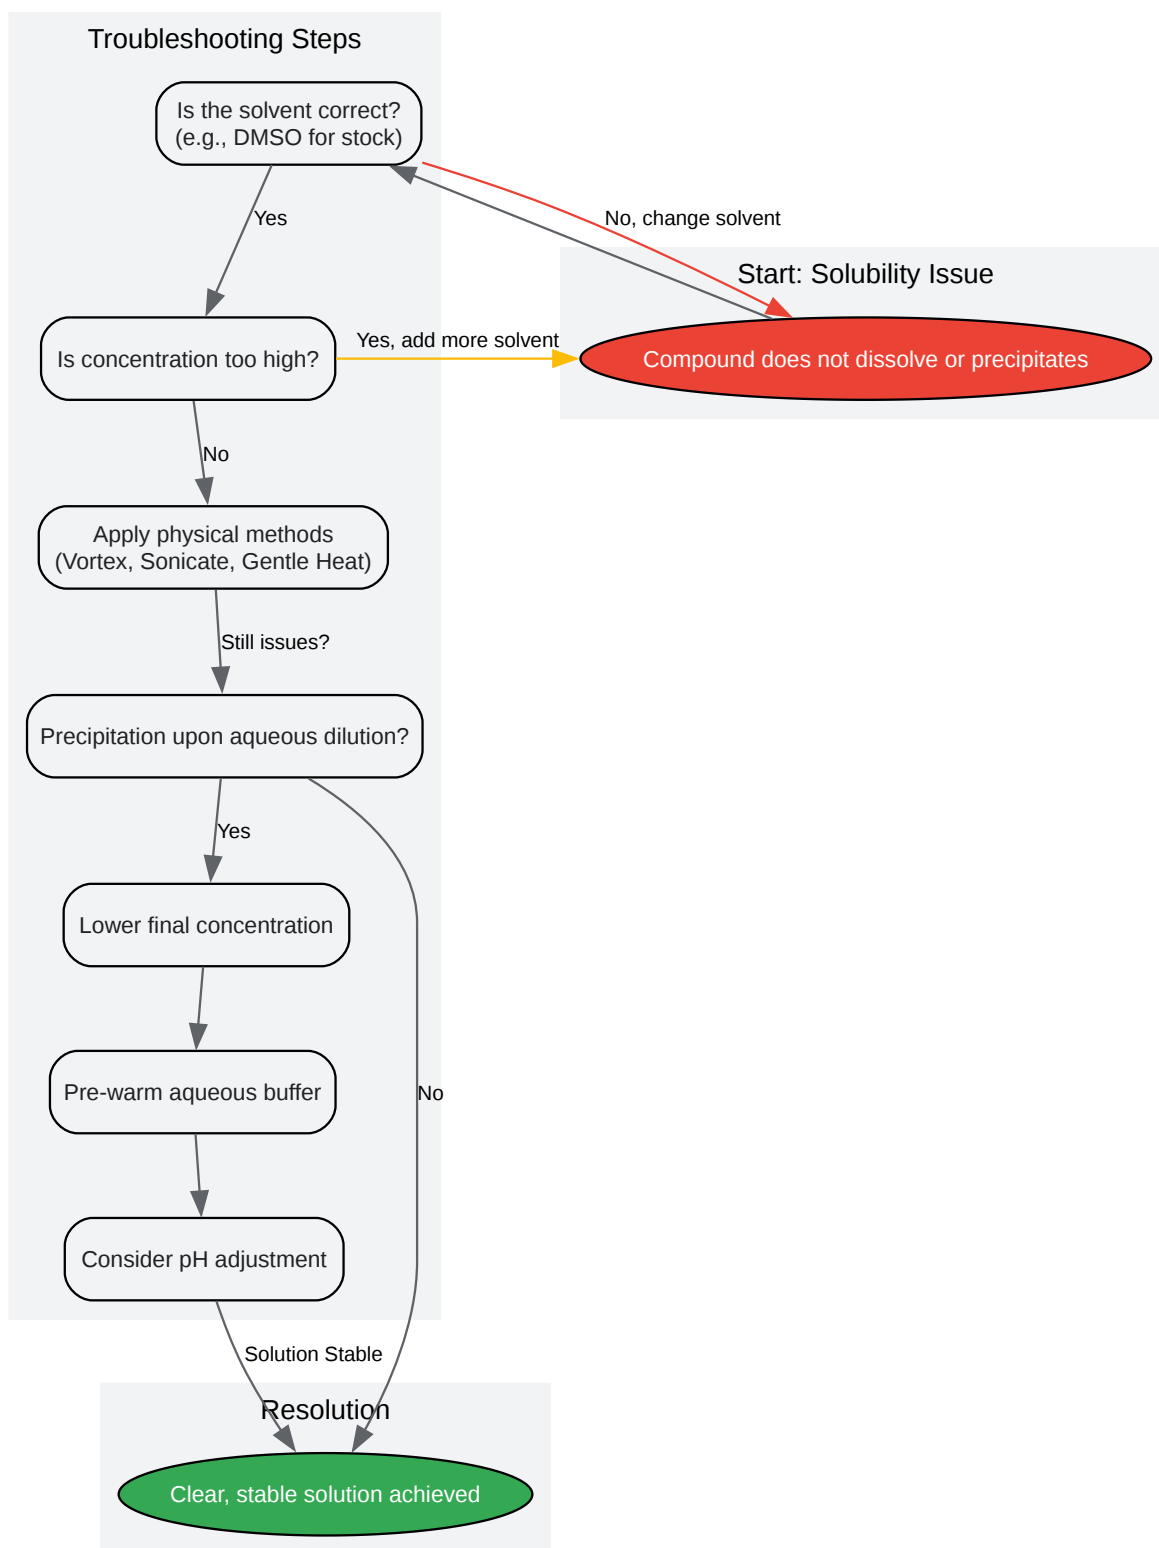 Troubleshooting Steps
Is the solvent correct?
(e.g., DMSO for stock)
Yes
No, change solvent
Start: Solubility Issue
Is concentration too high?
Yes, add more solvent
Compound does not dissolve or precipitates
No
Apply physical methods
(Vortex, Sonicate, Gentle Heat)
Still issues?
Precipitation upon aqueous dilution?
Yes
Lower final concentration
Pre-warm aqueous buffer
No
Consider pH adjustment
Solution Stable
Resolution
Clear, stable solution achieved